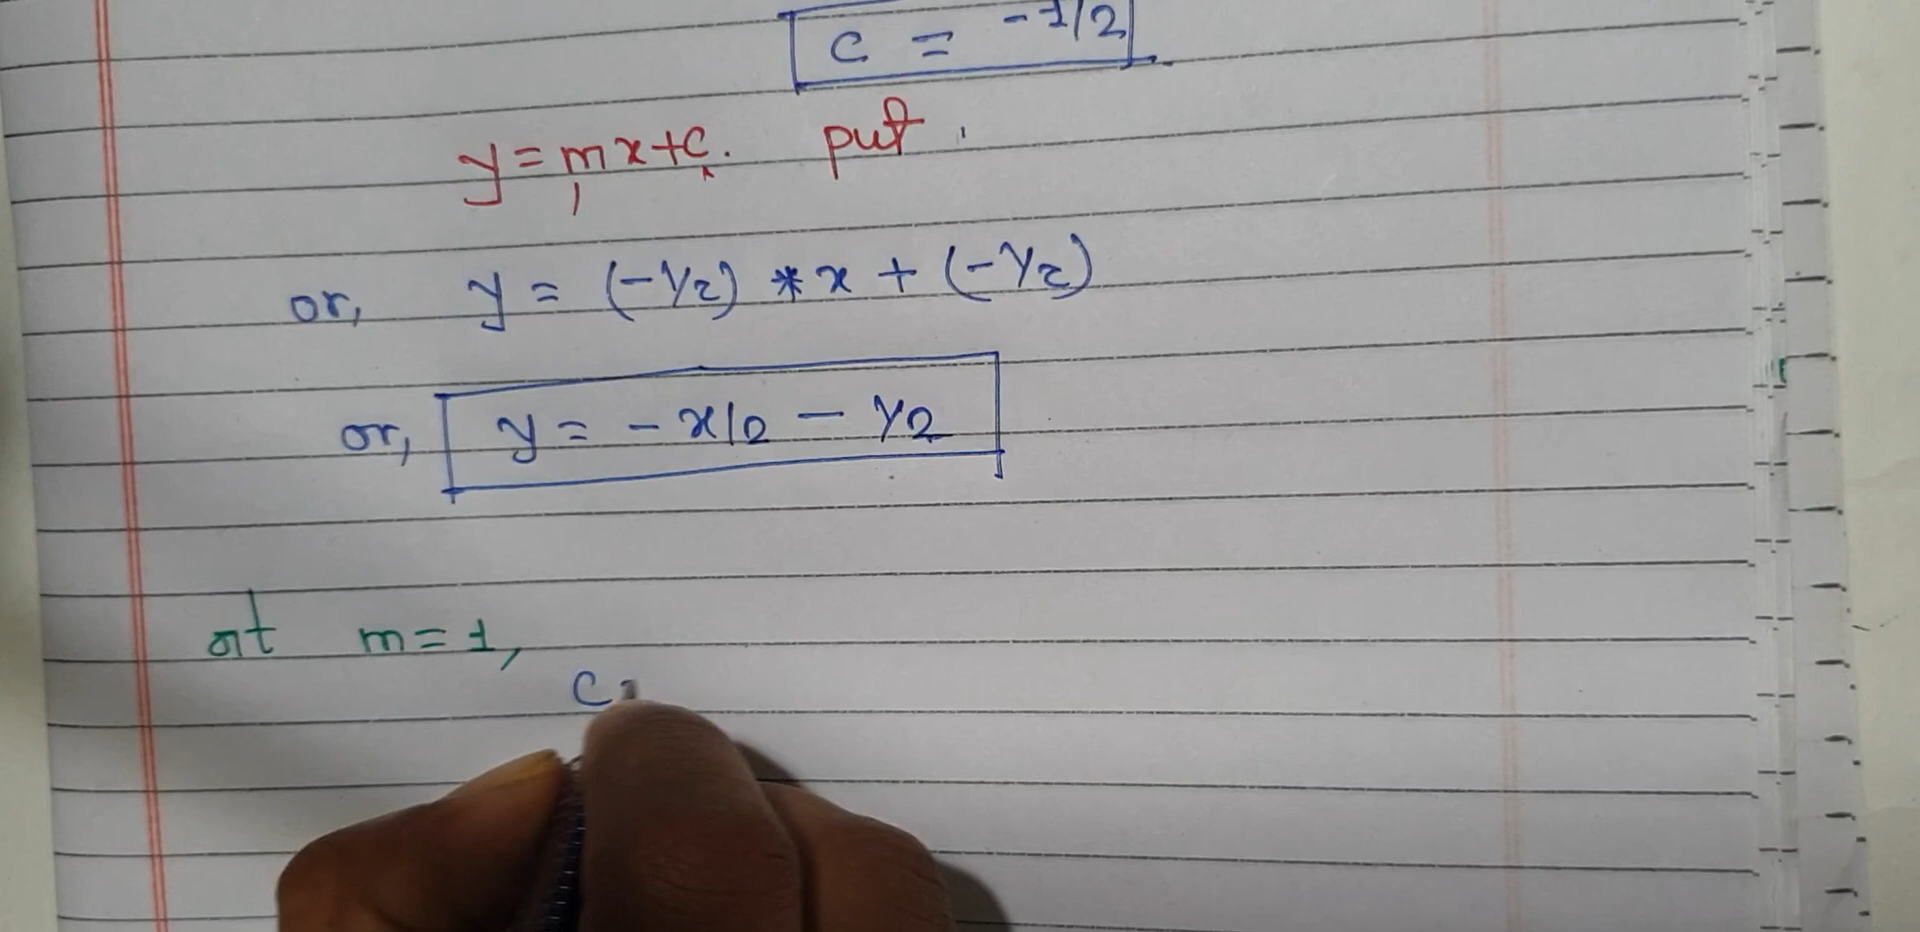 c = -1/2
y = mx+c. put
or, y = (-1/2) * x + (-1/2)
or, y = - x/2 - 1/2
at m = 1,
c =